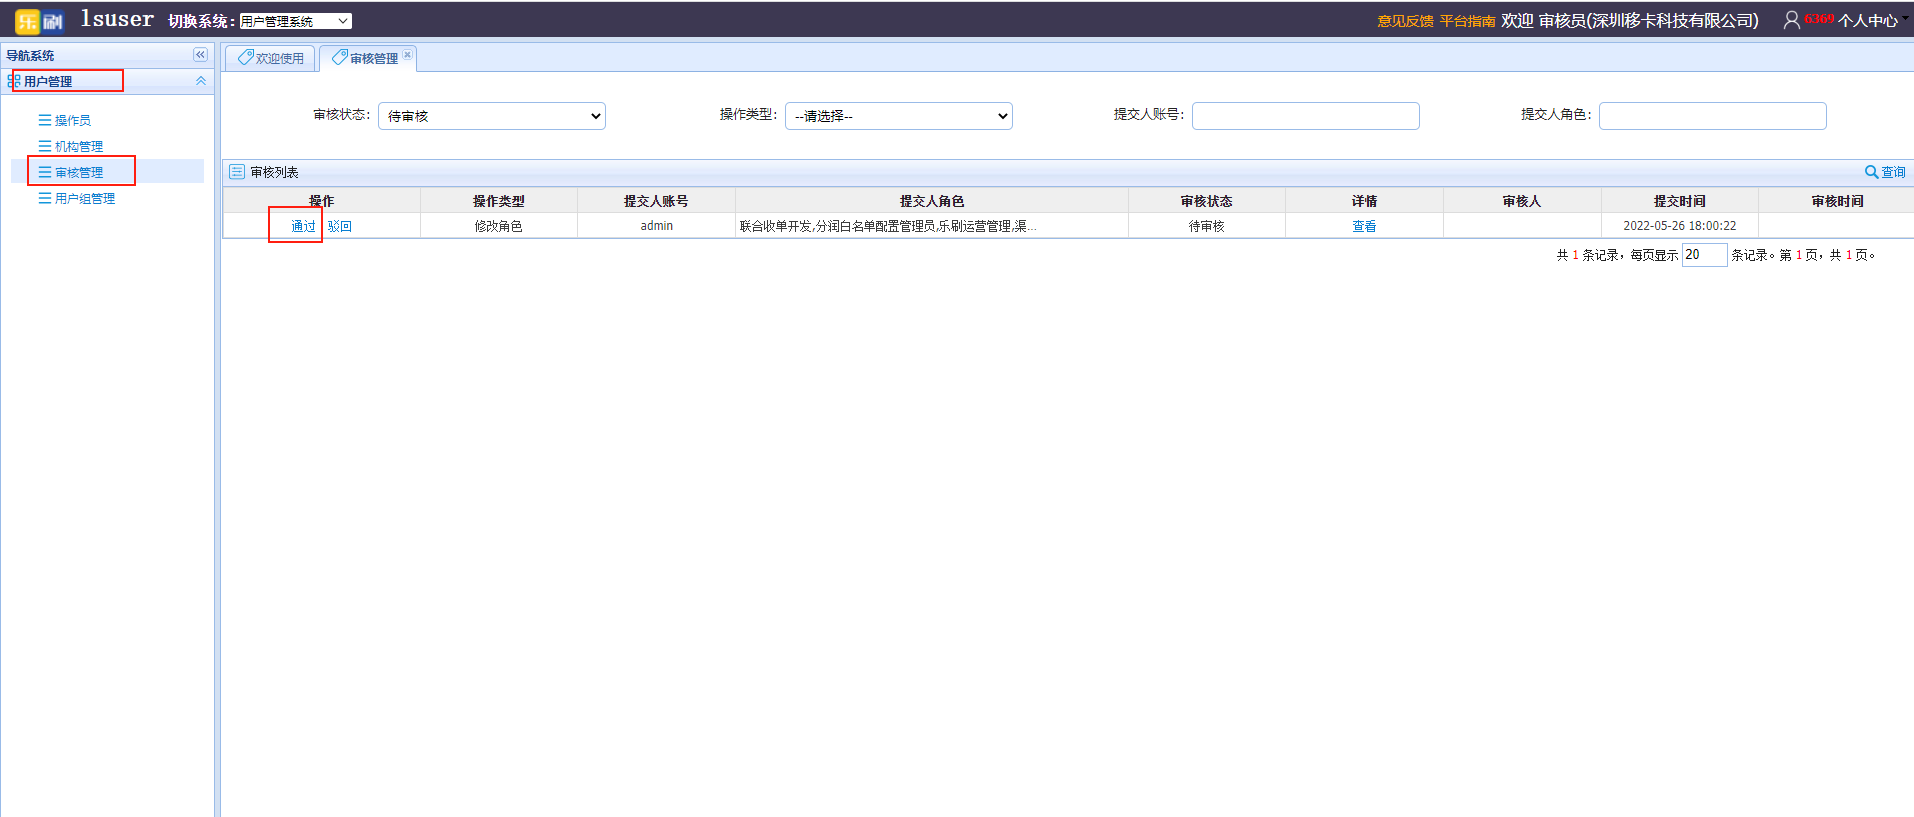 乐刷 lsuser 切换系统: 用户管理系统 意见反馈 平台指南 欢迎 审核员(深圳移卡科技有限公司) 6369 个人中心
导航系统
用户管理
操作员
机构管理
审核管理
用户组管理
欢迎使用 审核管理
审核状态: 待审核 操作类型: --请选择-- 提交人账号: 提交人角色:
审核列表 查询
操作 操作类型 提交人账号 提交人角色 审核状态 详情 审核人 提交时间 审核时间
通过 驳回 修改角色 admin 联合收单开发,分润白名单配置管理员,乐刷运营管理,渠... 待审核 查看 2022-05-26 18:00:22
共 1 条记录，每页显示 20 条记录。第 1 页，共 1 页。